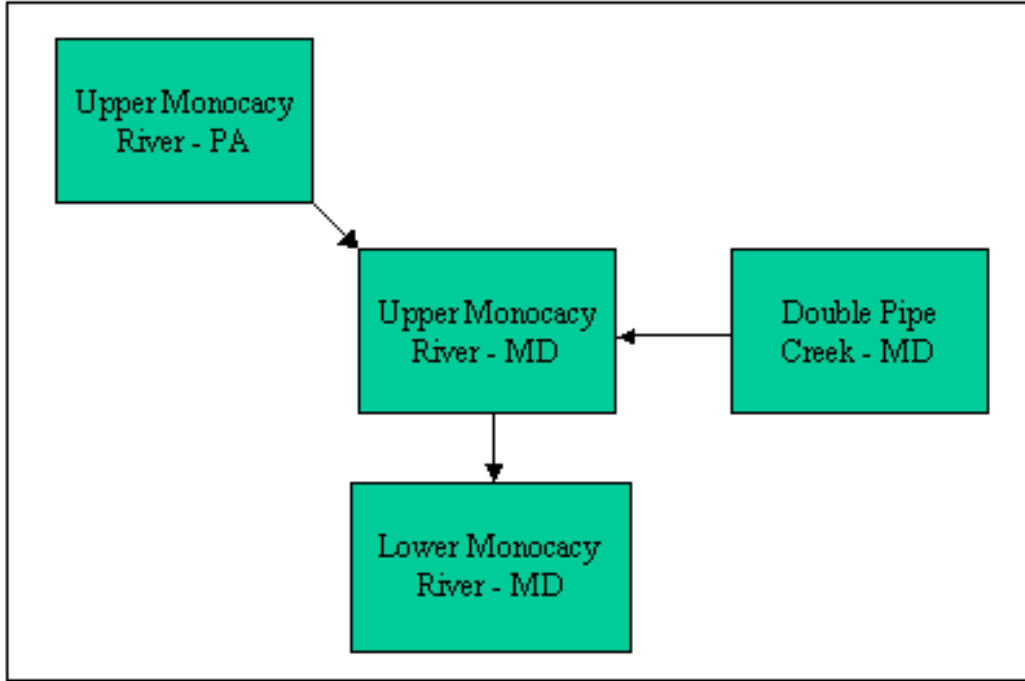 Upper Monocacy
River - PA
Upper Monocacy
River - MD
Double Pipe
Creek - MD
Lower Monocacy
River - MD